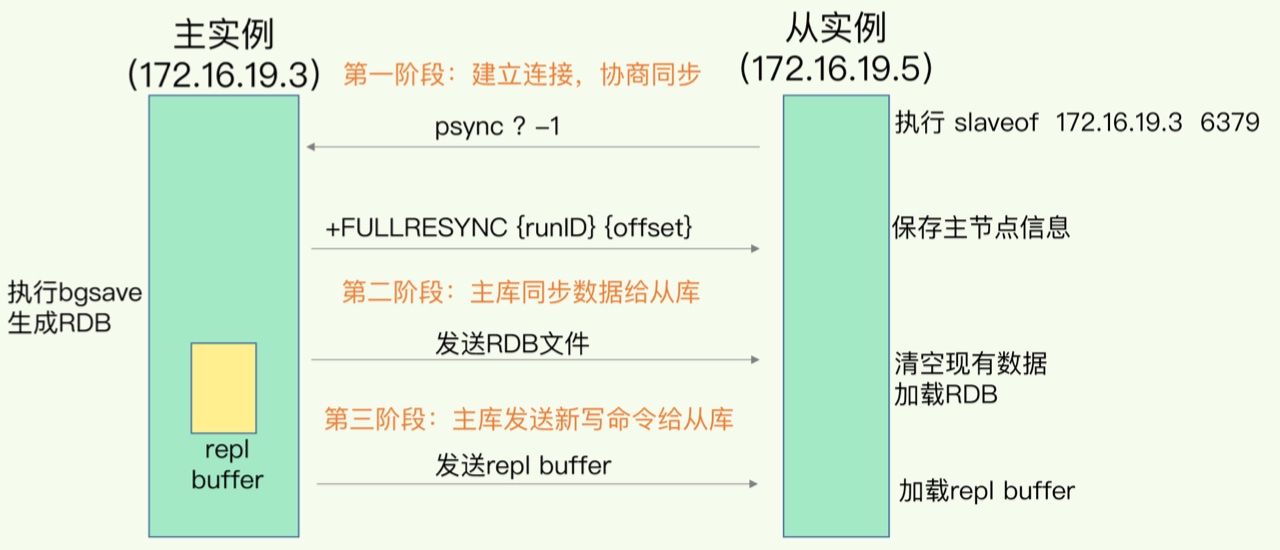 主实例
(172.16.19.3)
从实例
(172.16.19.5)
第一阶段：建立连接，协商同步
执行 slaveof 172.16.19.3 6379
psync ? -1
+FULLRESYNC {runID} {offset}
保存主节点信息
执行bgsave
生成RDB
第二阶段：主库同步数据给从库
发送RDB文件
清空现有数据
加载RDB
第三阶段：主库发送新写命令给从库
repl
buffer
发送repl buffer
加载repl buffer